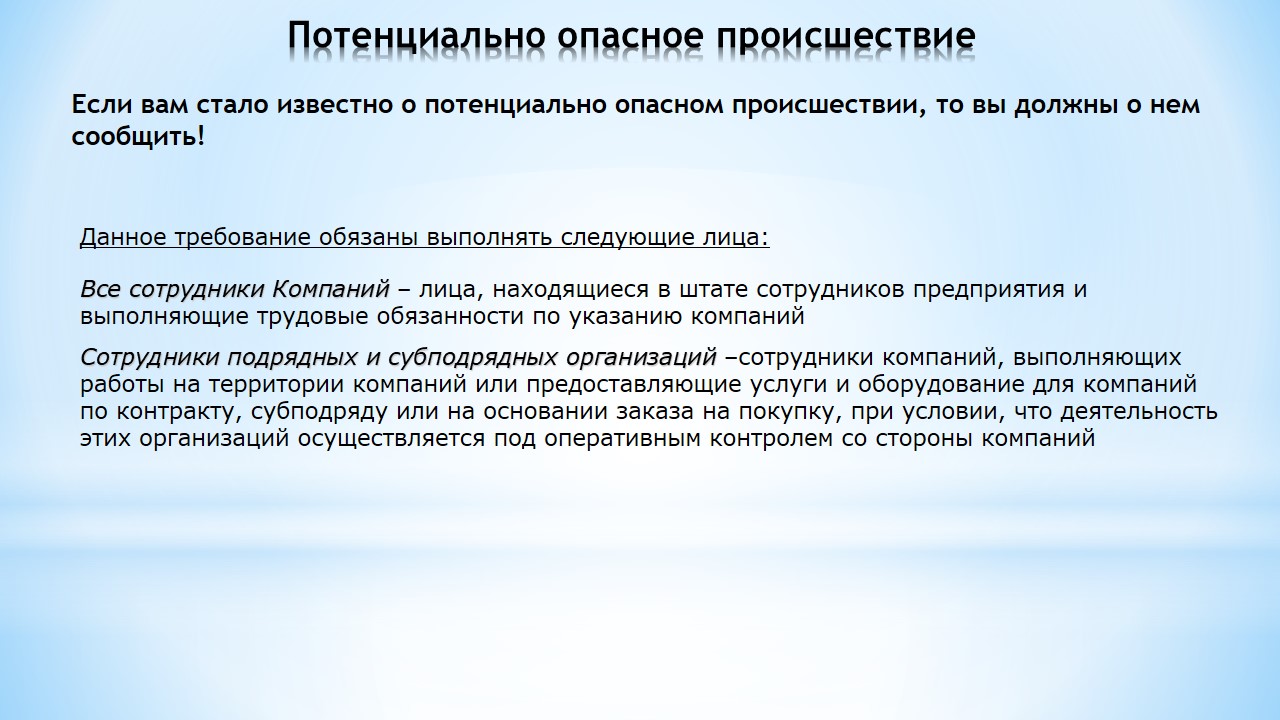 Потенциально опасное происшествие
Если вам стало известно о потенциально опасном происшествии, то вы должны о нем
сообщить!
Данное требование обязаны выполнять следующие лица:
Все сотрудники Компаний – лица, находящиеся в штате сотрудников предприятия и
выполняющие трудовые обязанности по указанию компаний
Сотрудники подрядных и субподрядных организаций –сотрудники компаний, выполняющих
работы на территории компаний или предоставляющие услуги и оборудование для компаний
по контракту, субподряду или на основании заказа на покупку, при условии, что деятельность
этих организаций осуществляется под оперативным контролем со стороны компаний